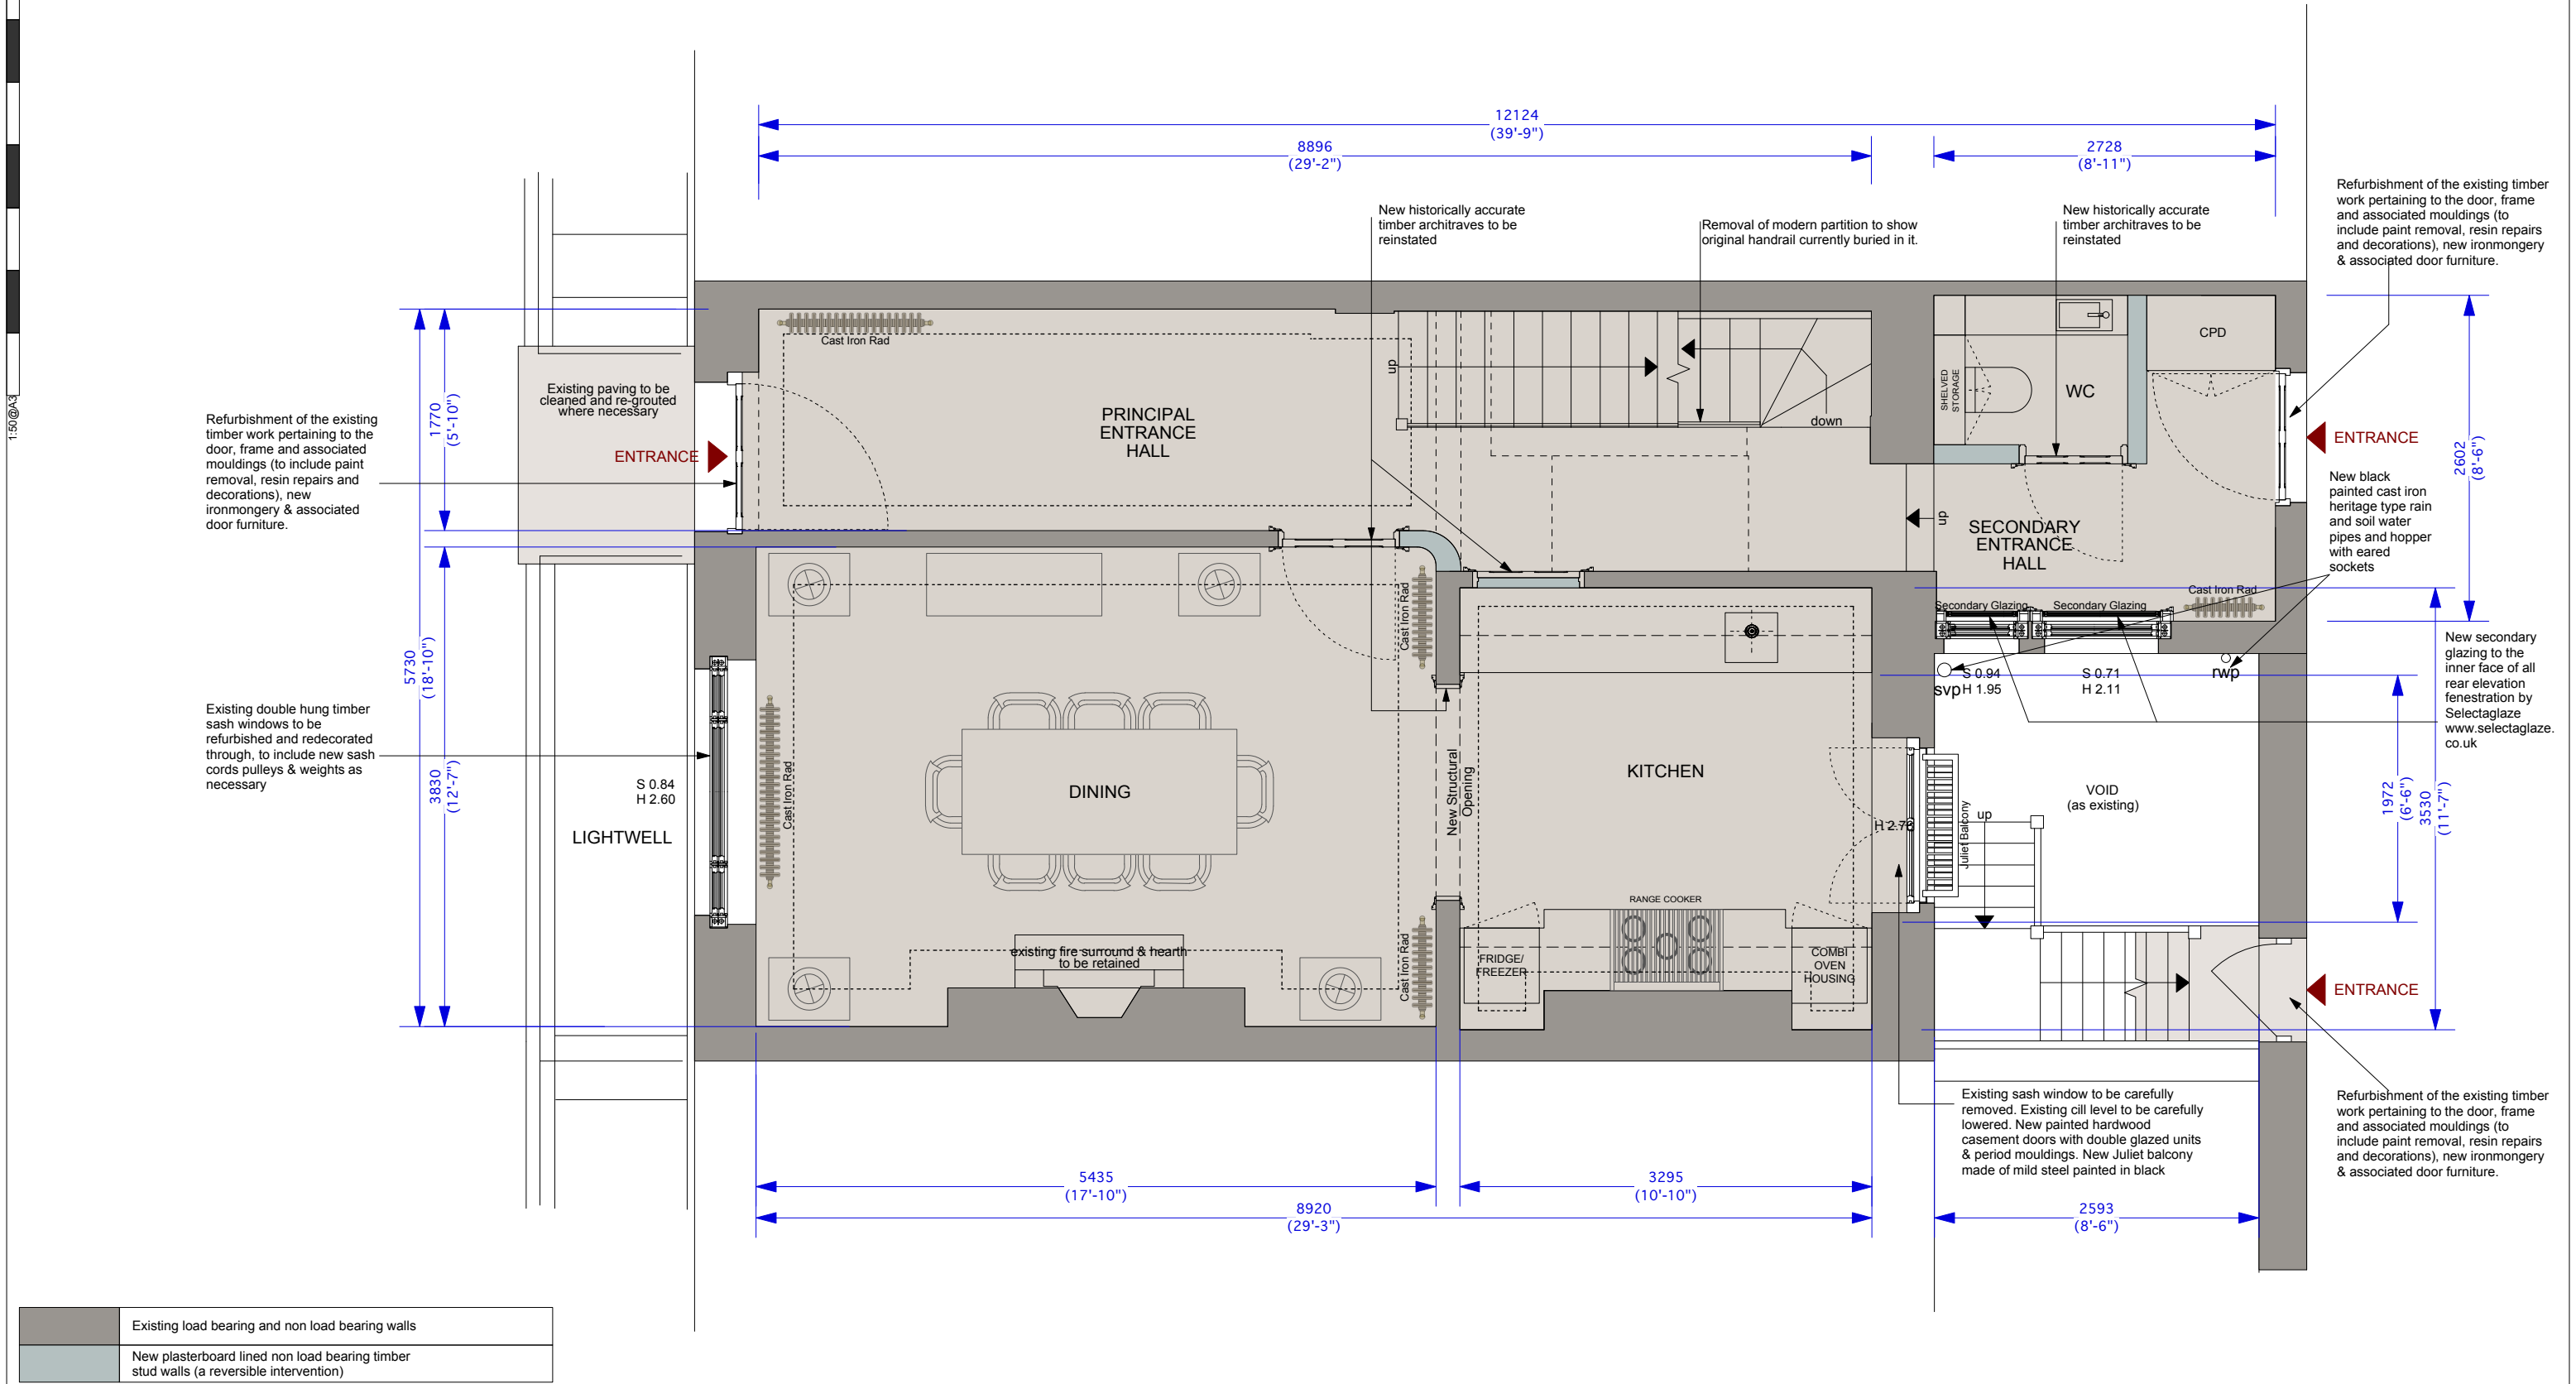 1:50@A3
12124
(39'-9")
8896
(29'-2")
2728
(8'-11")
New historically accurate
timber architraves to be
reinstated
Removal of modern partition to show
original handrail currently buried in it.
New historically accurate
timber architraves to be
reinstated
Refurbishment of the existing timber
work pertaining to the door, frame
and associated mouldings (to
include paint removal, resin repairs
and decorations), new ironmongery
& associated door furniture.
Cast Iron Rad
Existing paving to be
cleaned and re-grouted
where necessary
Refurbishment of the existing
timber work pertaining to the
door, frame and associated
mouldings (to include paint
removal, resin repairs and
decorations), new
ironmongery & associated
door furniture.
1770
(5'-10")
ENTRANCE
PRINCIPAL
ENTRANCE
HALL
up
down
SHELVED
STORAGE
WC
CPD
ENTRANCE
2602
(8'-6")
New black
painted cast iron
heritage type rain
and soil water
pipes and hopper
with eared
sockets
up
SECONDARY
ENTRANCE
HALL
Cast Iron Rad
Secondary Glazing
Secondary Glazing
Cast Iron Rad
5730
(18'-10")
3830
(12'-7")
Existing double hung timber
sash windows to be
refurbished and redecorated
through, to include new sash
cords pulleys & weights as
necessary
S 0.84
H 2.60
LIGHTWELL
Cast Iron Rad
DINING
New Structural
Opening
KITCHEN
H 2.78
Juliet Balcony
S 0.94
H 1.95
svp
S 0.71
H 2.11
rwp
New secondary
glazing to the
inner face of all
rear elevation
fenestration by
Selectaglaze
www.selectaglaze.
co.uk
up
VOID
(as existing)
1972
(6'-6")
3530
(11'-7")
existing fire surround & hearth
to be retained
Cast Iron Rad
RANGE COOKER
FRIDGE/
FREEZER
COMBI
OVEN
HOUSING
ENTRANCE
Existing sash window to be carefully
removed. Existing cill level to be carefully
lowered. New painted hardwood
casement doors with double glazed units
& period mouldings. New Juliet balcony
made of mild steel painted in black
Refurbishment of the existing timber
work pertaining to the door, frame
and associated mouldings (to
include paint removal, resin repairs
and decorations), new ironmongery
& associated door furniture.
5435
(17'-10")
3295
(10'-10")
8920
(29'-3")
2593
(8'-6")
Existing load bearing and non load bearing walls
New plasterboard lined non load bearing timber
stud walls (a reversible intervention)